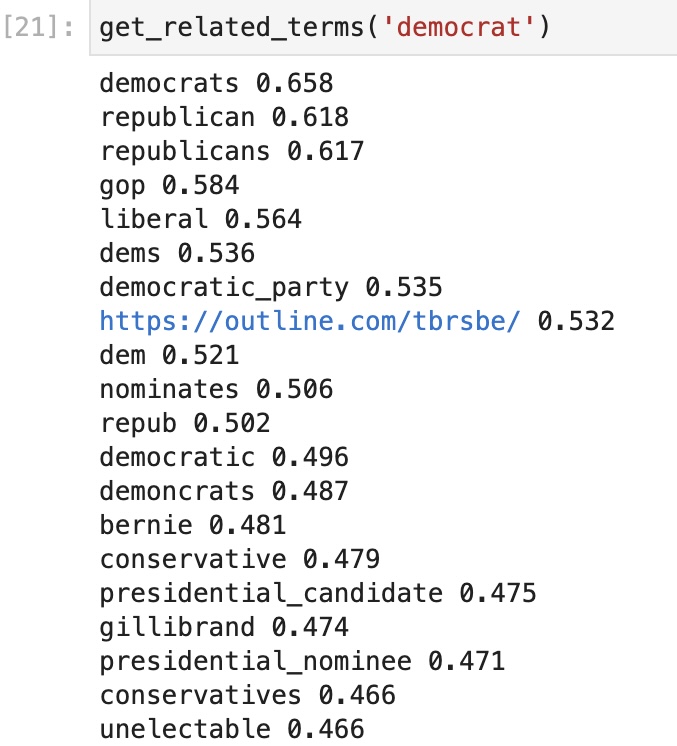 [21]: get_related_terms('democrat')
democrats 0.658
republican 0.618
republicans 0.617
gop 0.584
liberal 0.564
dems 0.536
democratic_party 0.535
https://outline.com/tbrsbe/ 0.532
dem 0.521
nominates 0.506
repub 0.502
democratic 0.496
demoncrats 0.487
bernie 0.481
conservative 0.479
presidential_candidate 0.475
gillibrand 0.474
presidential_nominee 0.471
conservatives 0.466
unelectable 0.466